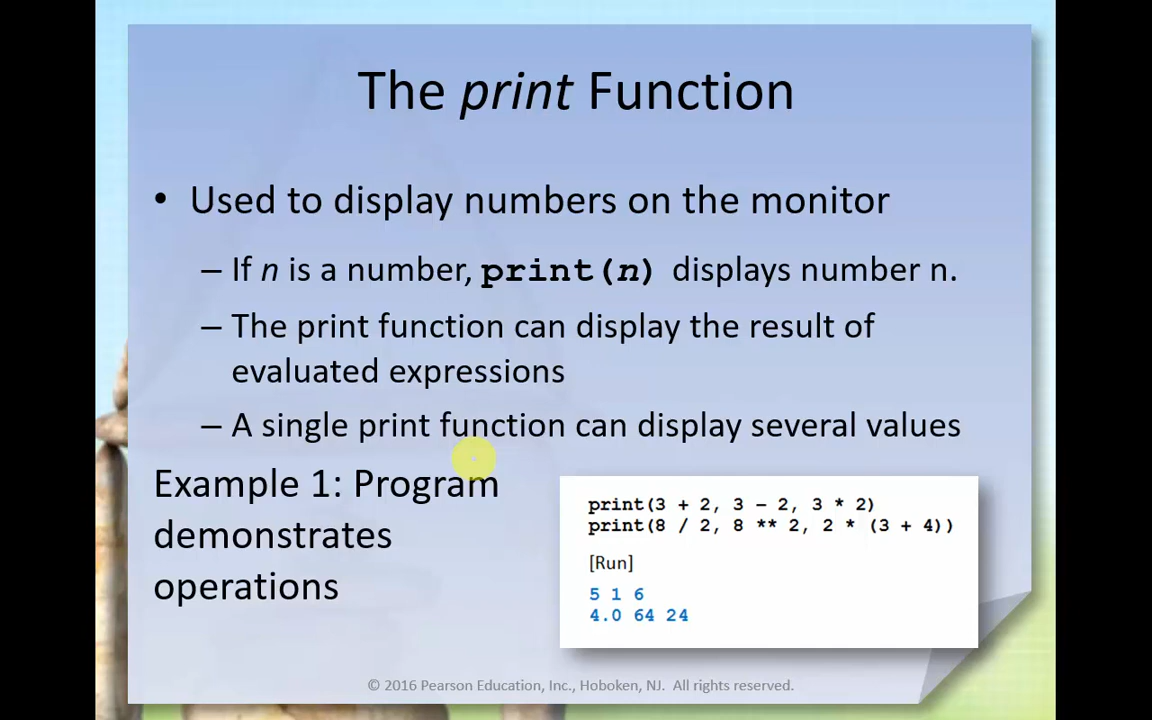 The print Function
• Used to display numbers on the monitor
– If n is a number, print(n) displays number n.
– The print function can display the result of
evaluated expressions
– A single print function can display several values
Example 1: Program
demonstrates
operations
print(3 + 2, 3 – 2, 3 * 2)
print(8 / 2, 8 ** 2, 2 * (3 + 4))
[Run]
5 1 6
4.0 64 24
© 2016 Pearson Education, Inc., Hoboken, NJ. All rights reserved.